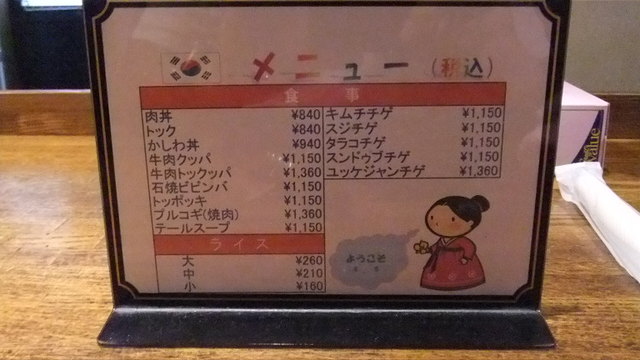 メニュー (税込)
食事
肉丼 ¥840
トック ¥840
かしわ丼 ¥940
牛肉クッパ ¥1,150
牛肉トックッパ ¥1,360
石焼ビビンバ ¥1,150
トッポッキ ¥1,150
プルコギ(焼肉) ¥1,360
テールスープ ¥1,150
キムチチゲ ¥1,150
スジチゲ ¥1,150
タラコチゲ ¥1,150
スンドゥブチゲ ¥1,150
ユッケジャンチゲ ¥1,360
ライス
大 ¥260
中 ¥210
小 ¥160
ようこそ
value